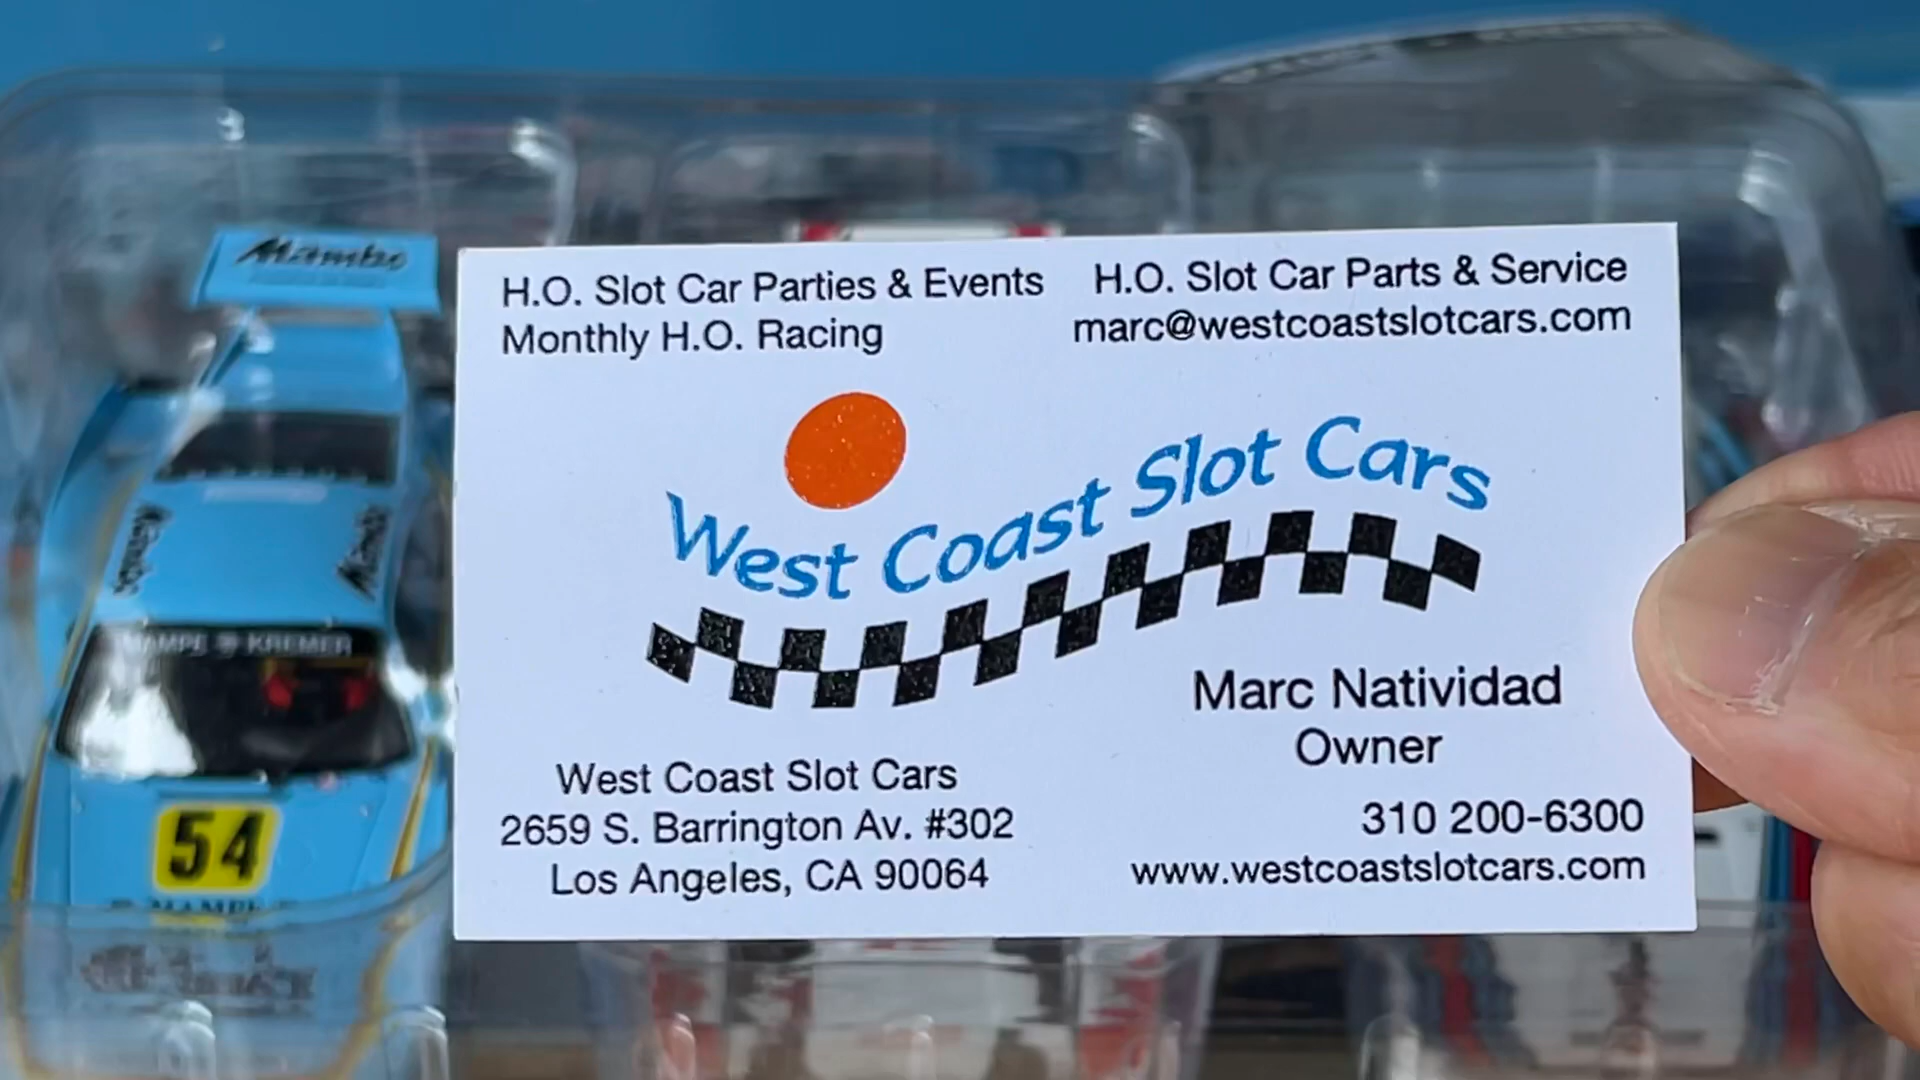 H.O. Slot Car Parties & Events
Monthly H.O. Racing
H.O. Slot Car Parts & Service
marc@westcoastslotcars.com
West Coast Slot Cars
Marc Natividad
Owner
West Coast Slot Cars
2659 S. Barrington Av. #302
Los Angeles, CA 90064
310 200-6300
www.westcoastslotcars.com
Mambo
KREMER
54